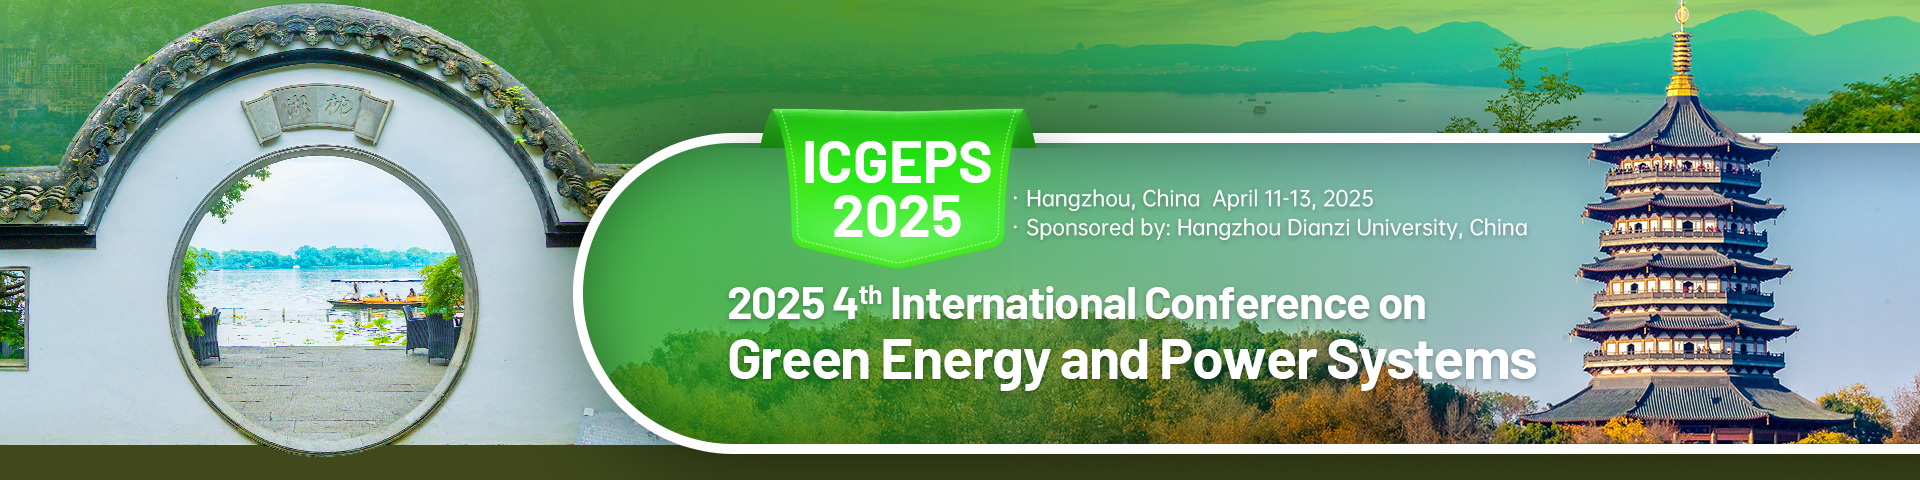 ICGEPS
2025
· Hangzhou, China April 11-13, 2025
· Sponsored by: Hangzhou Dianzi University, China
2025 4th International Conference on
Green Energy and Power Systems